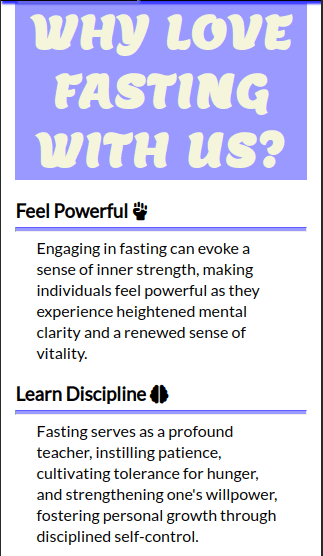 WHY LOVE
FASTING
WITH US?
Feel Powerful
Engaging in fasting can evoke a
sense of inner strength, making
individuals feel powerful as they
experience heightened mental
clarity and a renewed sense of
vitality.
Learn Discipline
Fasting serves as a profound
teacher, instilling patience,
cultivating tolerance for hunger,
and strengthening one's willpower,
fostering personal growth through
disciplined self-control.